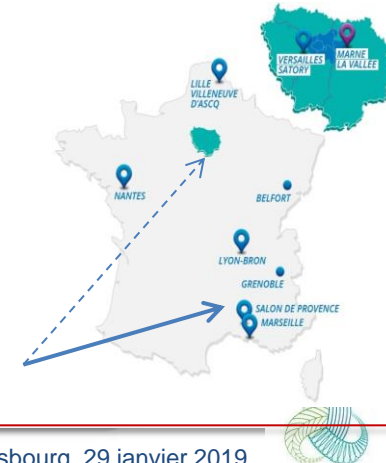 VERSAILLES
SATORY
MARNE
LA VALLÉE
LILLE
VILLENEUVE
D'ASCQ
NANTES
BELFORT
LYON-BRON
GRENOBLE
SALON DE PROVENCE
MARSEILLE
sbourg, 29 janvier 2019